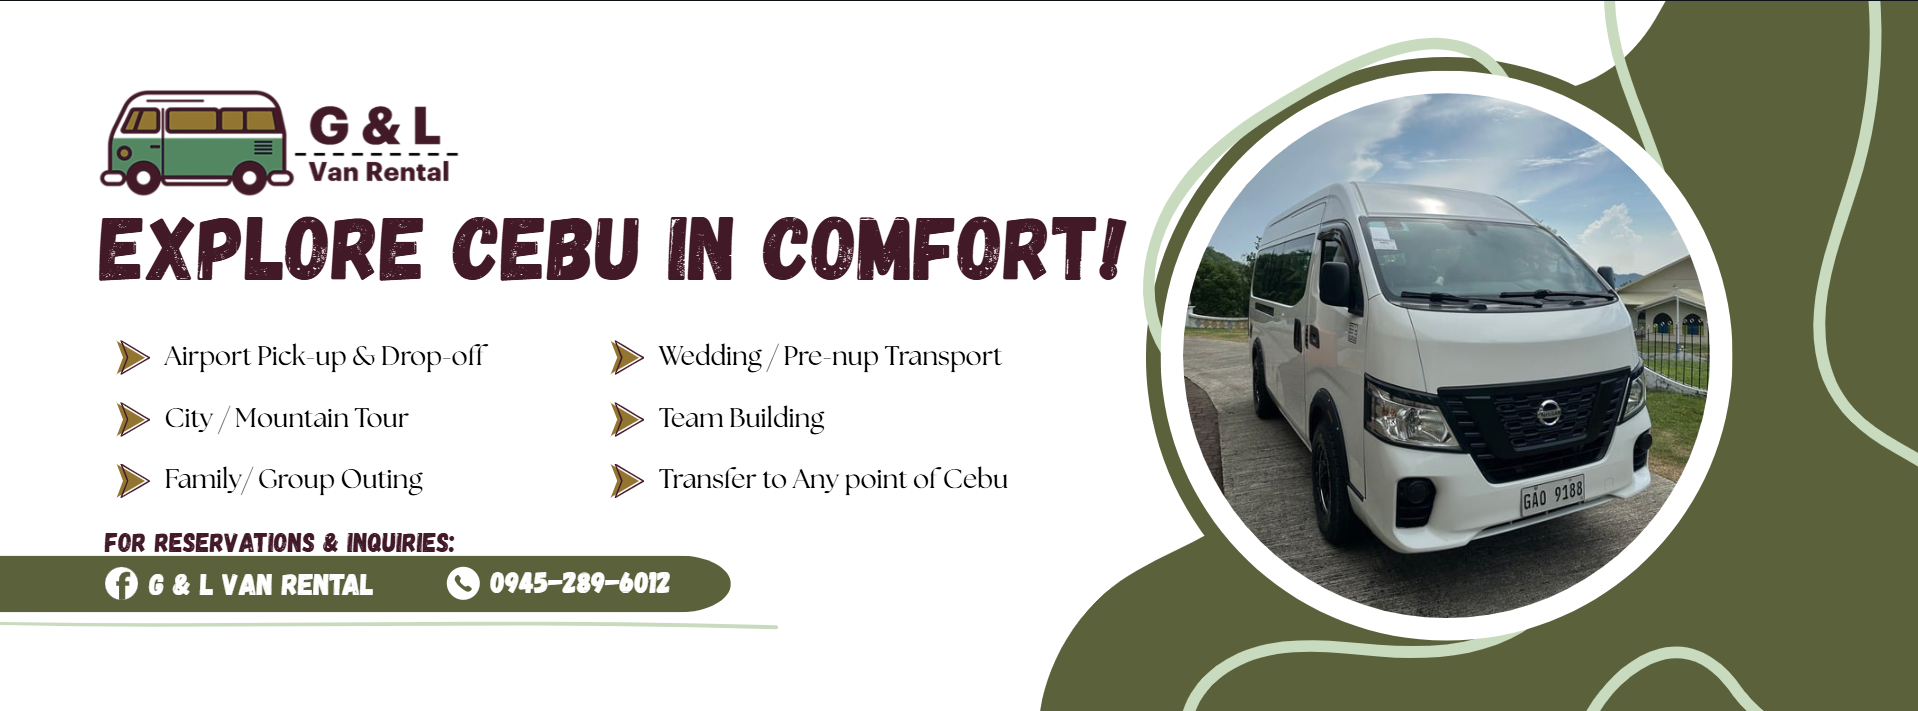 G & L
Van Rental
EXPLORE CEBU IN COMFORT!
Airport Pick-up & Drop-off
City / Mountain Tour
Family/ Group Outing
Wedding / Pre-nup Transport
Team Building
Transfer to Any point of Cebu
FOR RESERVATIONS & INQUIRIES:
G & L VAN RENTAL
0945-289-6012
GAO 9188